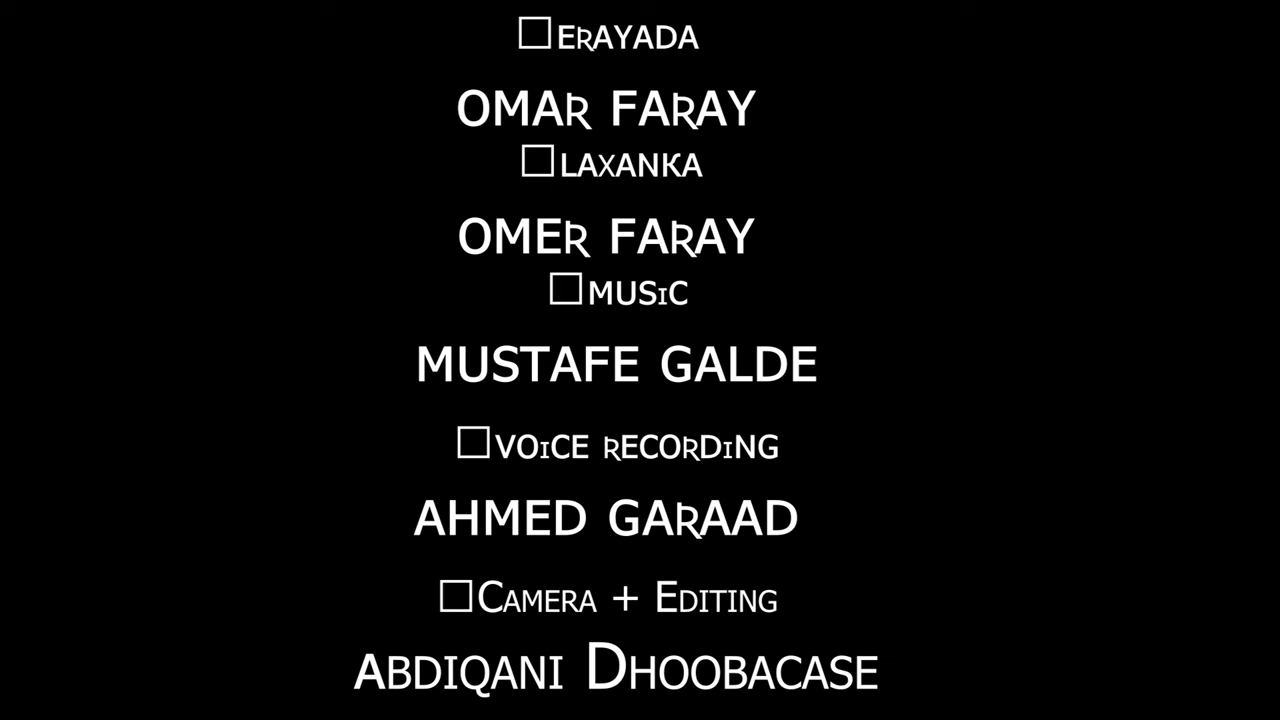 □ERAYADA
OMAR FARAY
□LAXANKA
OMER FARAY
□MUSIC
MUSTAFE GALDE
□VOICE RECORDING
AHMED GARAAD
□CAMERA + EDITING
ABDIQANI DHOOBACASE